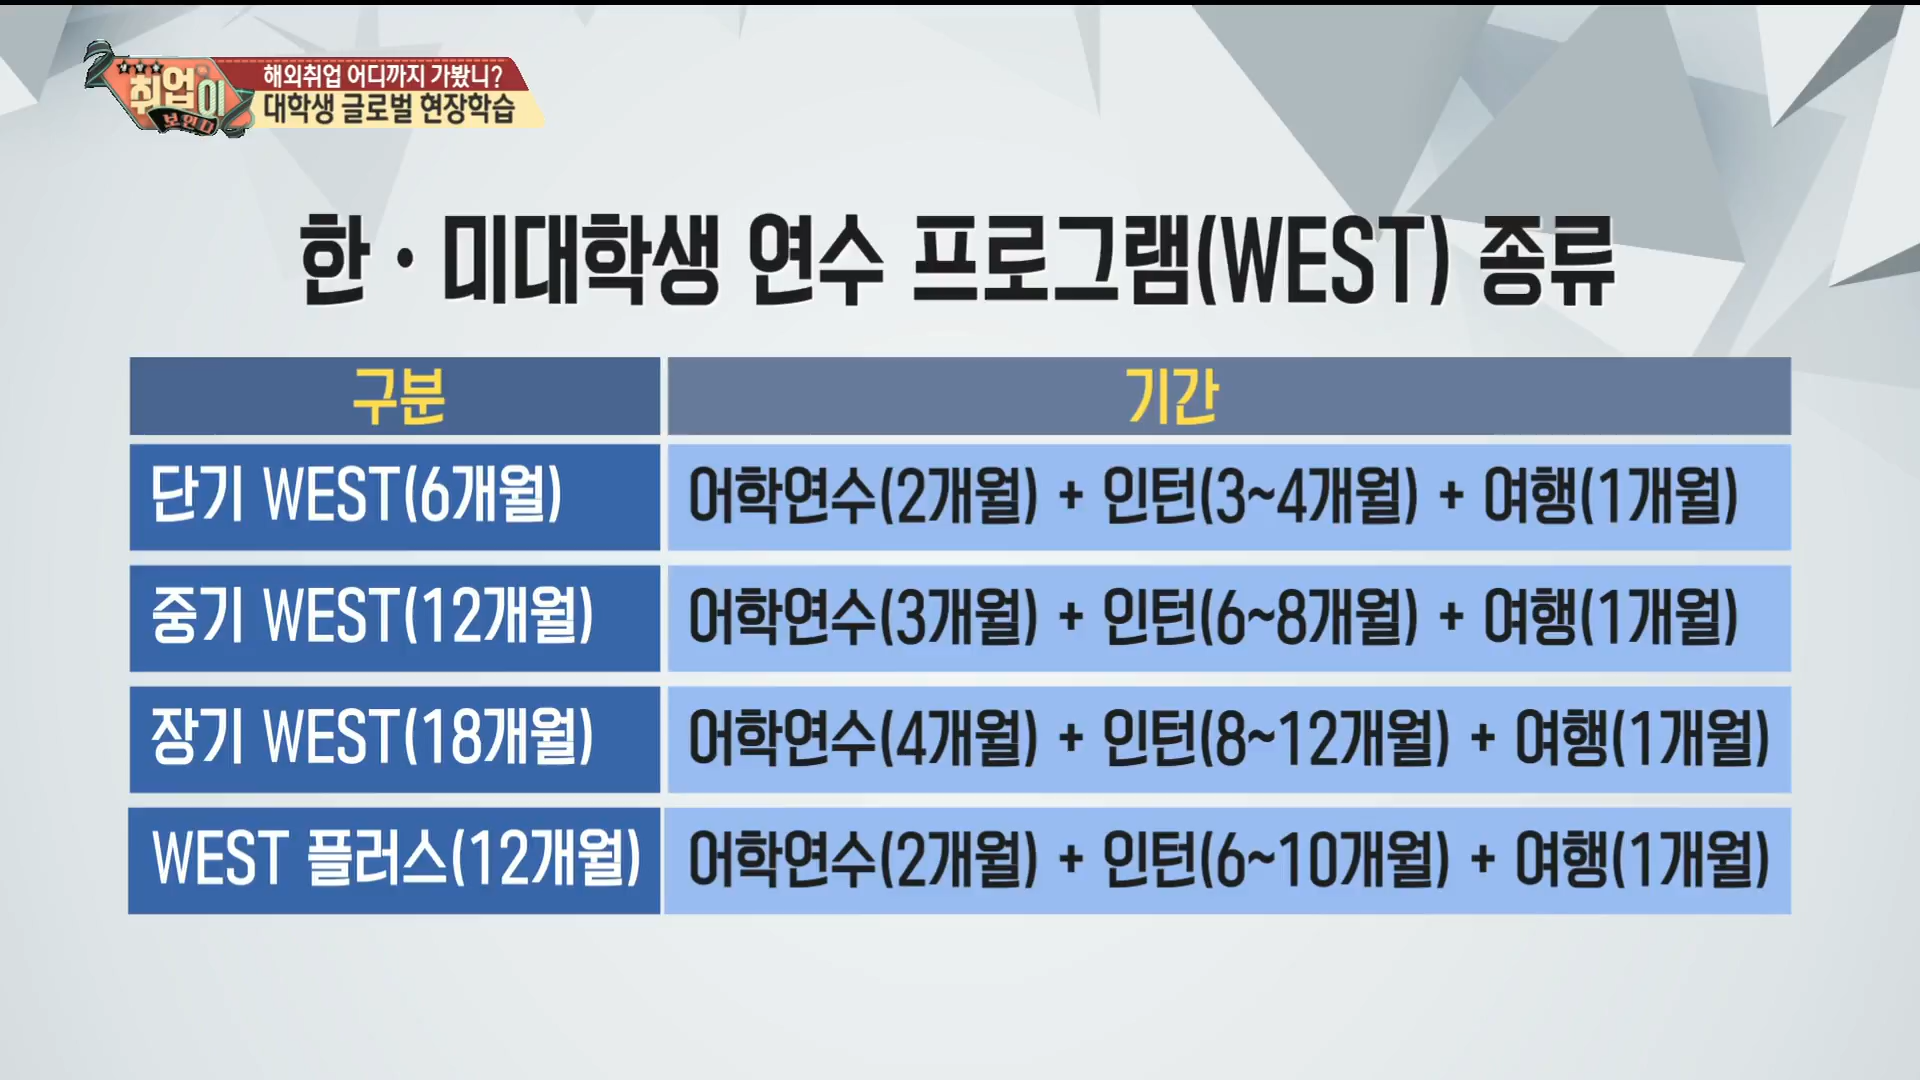 취업이
보인다
해외취업 어디까지 가봤니?
대학생 글로벌 현장학습
한·미대학생 연수 프로그램(WEST) 종류
구분 기간
단기 WEST(6개월) 어학연수(2개월) + 인턴(3~4개월) + 여행(1개월)
중기 WEST(12개월) 어학연수(3개월) + 인턴(6~8개월) + 여행(1개월)
장기 WEST(18개월) 어학연수(4개월) + 인턴(8~12개월) + 여행(1개월)
WEST 플러스(12개월) 어학연수(2개월) + 인턴(6~10개월) + 여행(1개월)